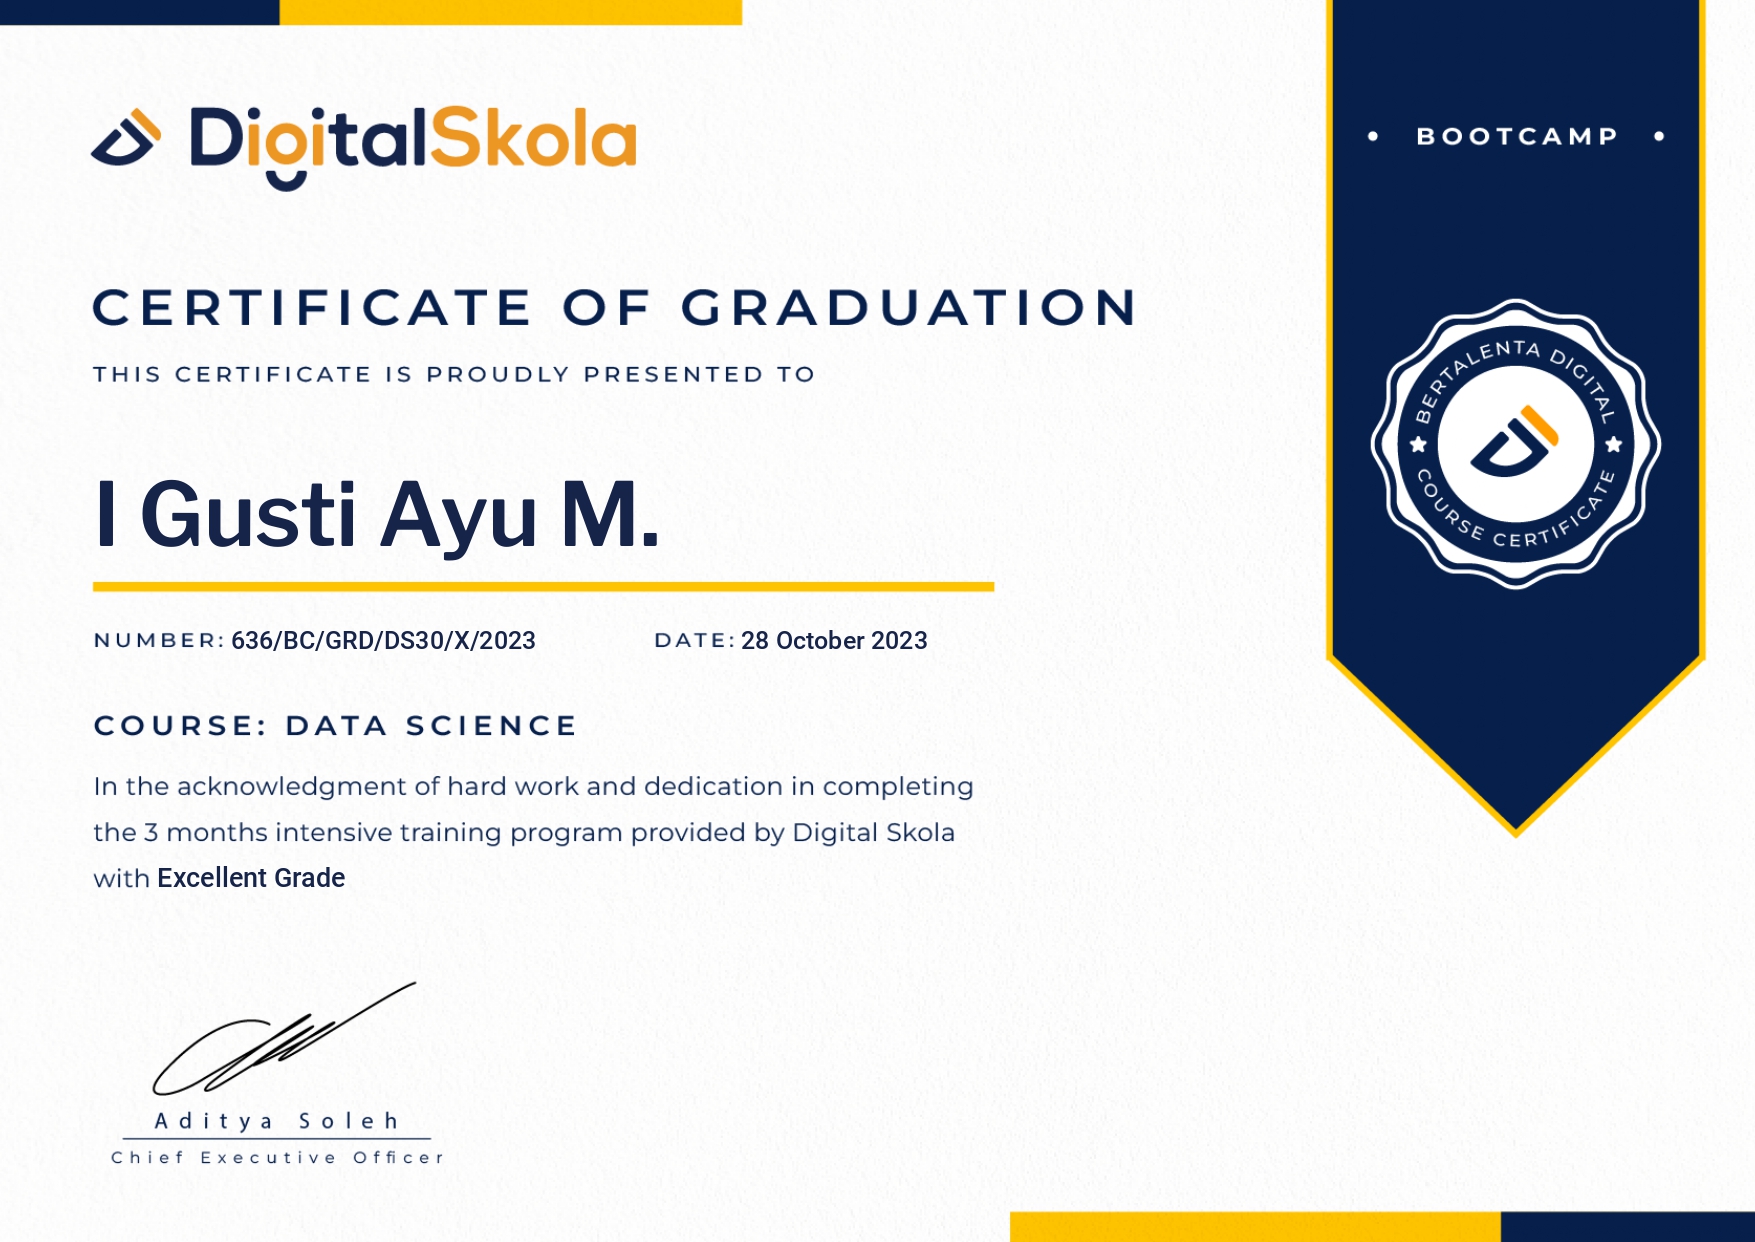 DigitalSkola
• BOOTCAMP •
CERTIFICATE OF GRADUATION
THIS CERTIFICATE IS PROUDLY PRESENTED TO
BERTALENTA DIGITAL
COURSE CERTIFICATE
I Gusti Ayu M.
NUMBER: 636/BC/GRD/DS30/X/2023 DATE: 28 October 2023
COURSE: DATA SCIENCE
In the acknowledgment of hard work and dedication in completing
the 3 months intensive training program provided by Digital Skola
with Excellent Grade
Aditya Soleh
Chief Executive Officer